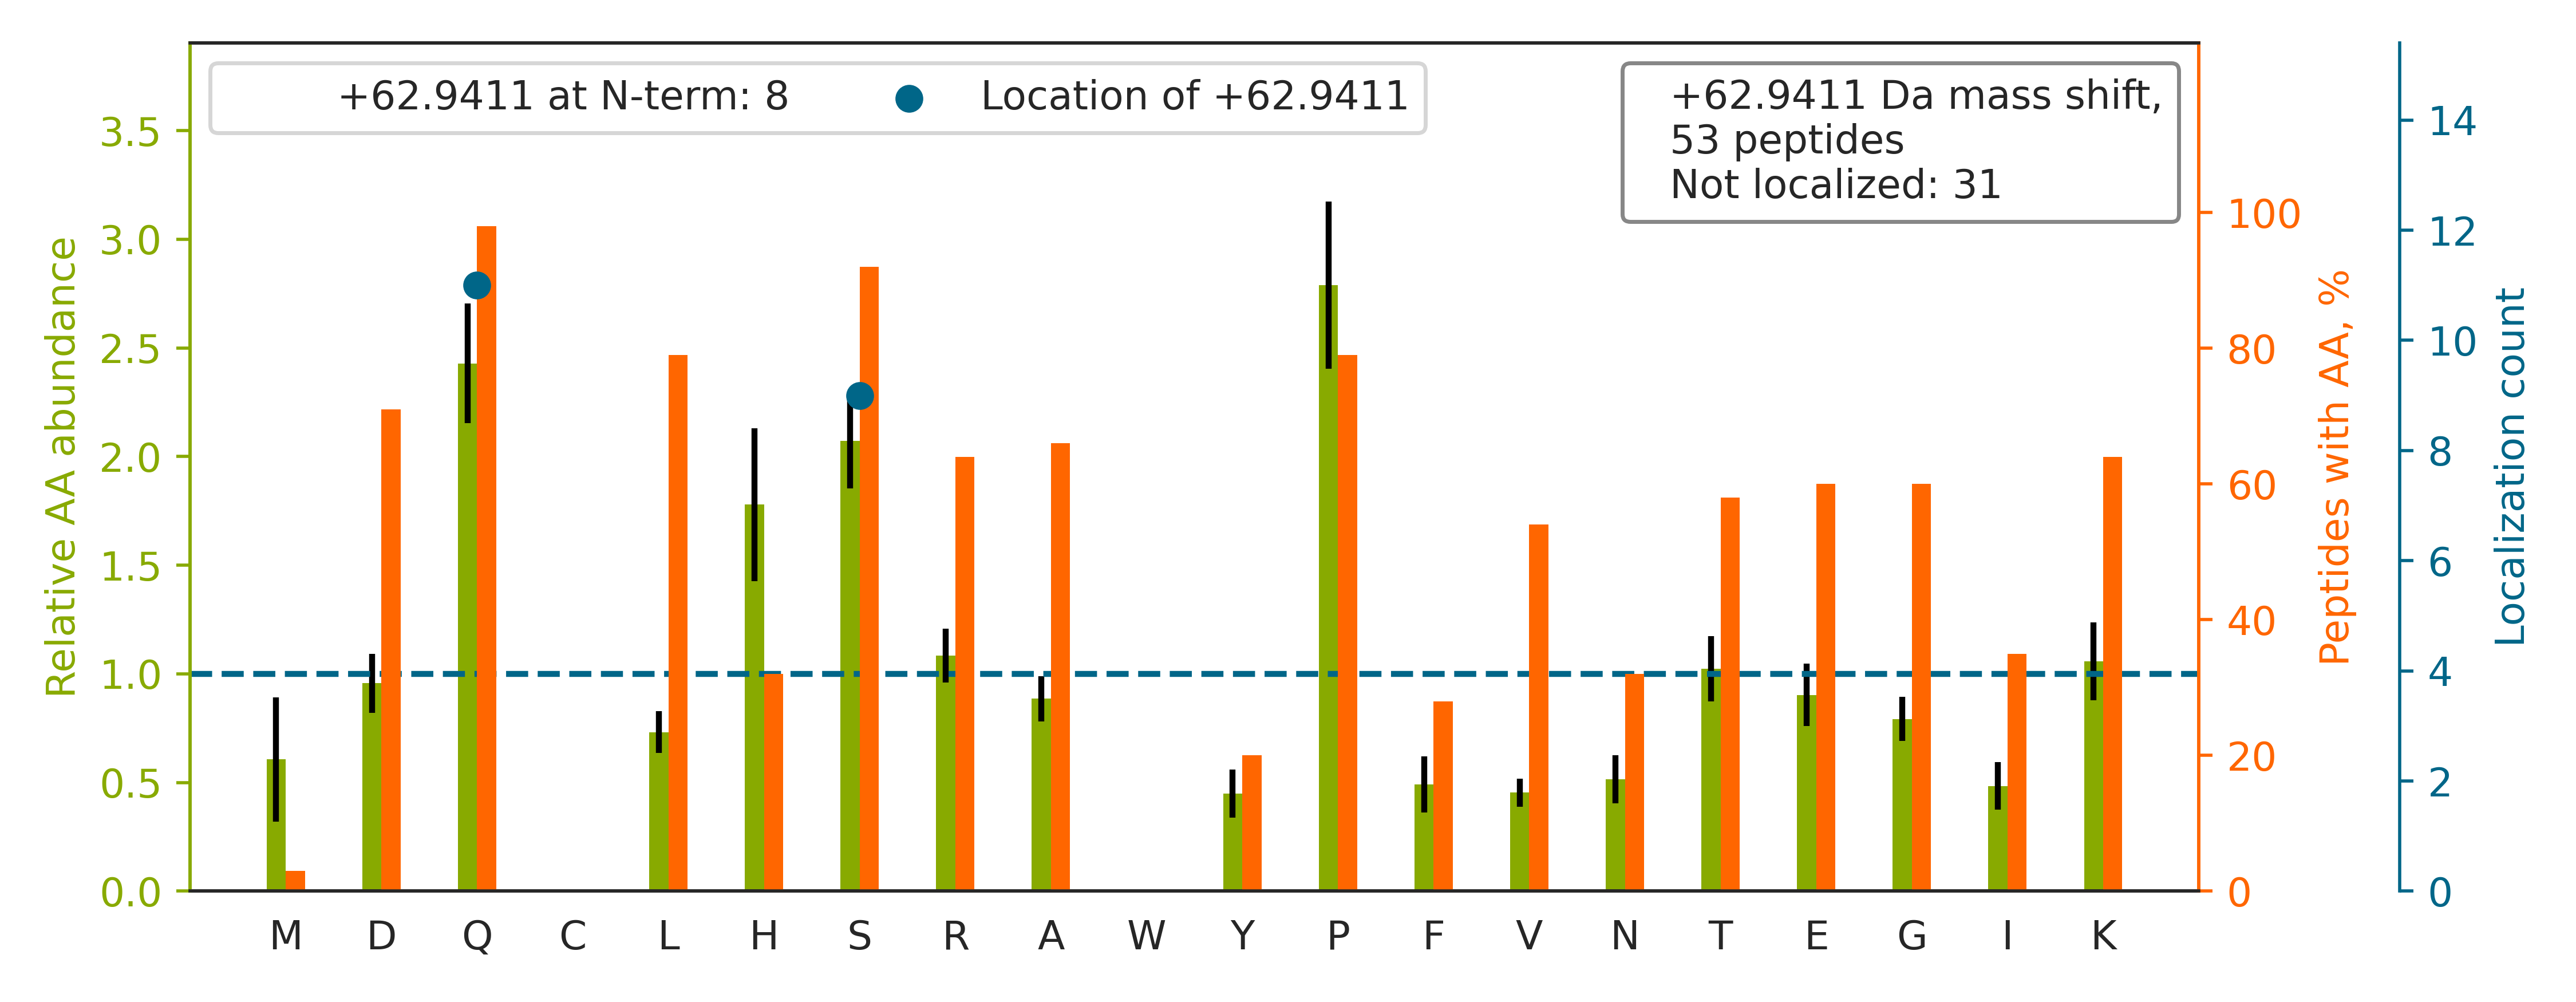 +62.9411 at N-term: 8
Location of +62.9411
+62.9411 Da mass shift,
53 peptides
Not localized: 31
Relative AA abundance
3.5
3.0
2.5
2.0
1.5
1.0
0.5
0.0
M D Q C L H S R A W Y P F V N T E G I K
100
80
60
40
20
0
Peptides with AA, %
14
12
10
8
6
4
2
0
Localization count